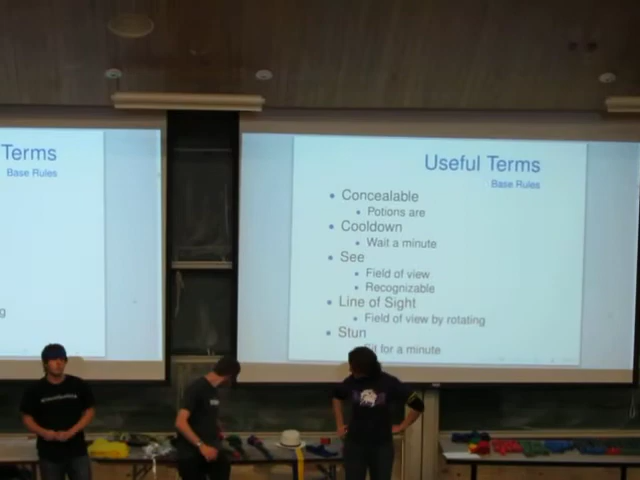 Terms
Base Rules
g
Useful Terms
Base Rules
Concealable
Potions are
Cooldown
Wait a minute
See
Field of view
Recognizable
Line of Sight
Field of view by rotating
Stun
for a minute